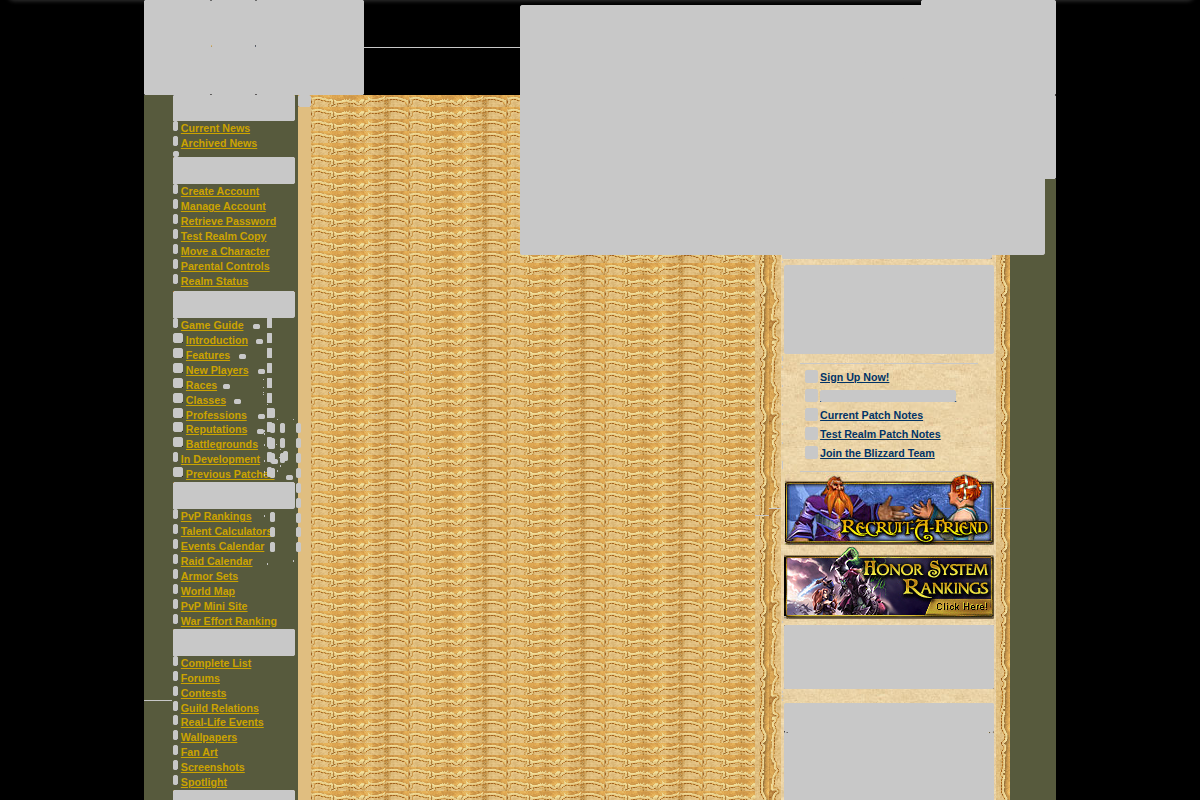 Current News
Archived News
Create Account
Manage Account
Retrieve Password
Test Realm Copy
Move a Character
Parental Controls
Realm Status
Game Guide
Introduction
Features
New Players
Races
Classes
Professions
Reputations
Battlegrounds
In Development
Previous Patche
PvP Rankings
Talent Calculators
Events Calendar
Raid Calendar
Armor Sets
World Map
PvP Mini Site
War Effort Ranking
Complete List
Forums
Contests
Guild Relations
Real-Life Events
Wallpapers
Fan Art
Screenshots
Spotlight
Sign Up Now!
Current Patch Notes
Test Realm Patch Notes
Join the Blizzard Team
Recruit-A-Friend
Honor System
Rankings
Click Here!